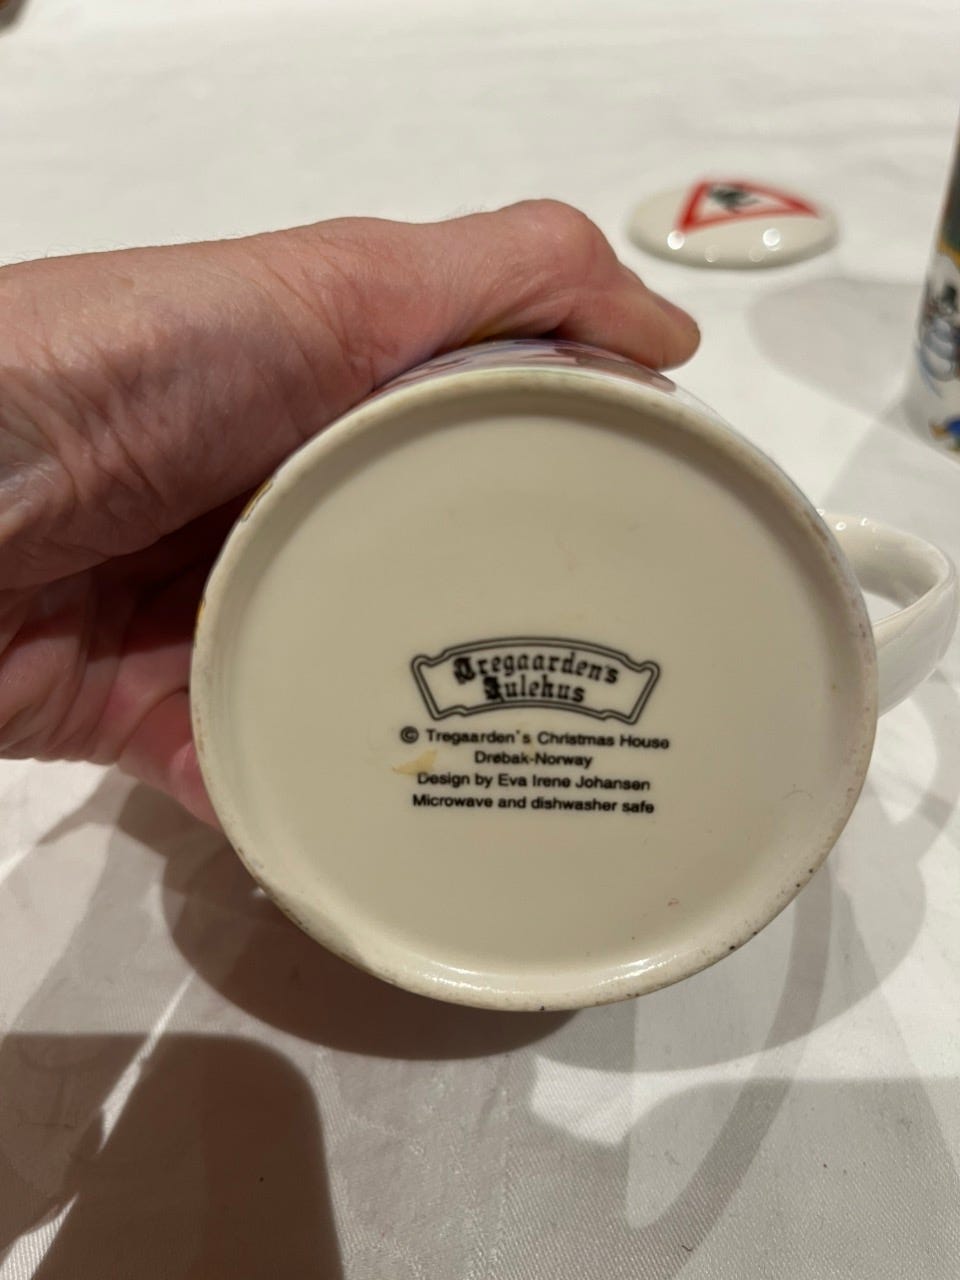 Tregaarden's
Julehus
© Tregaarden's Christmas House
Drøbak-Norway
Design by Eva Irene Johansen
Microwave and dishwasher safe